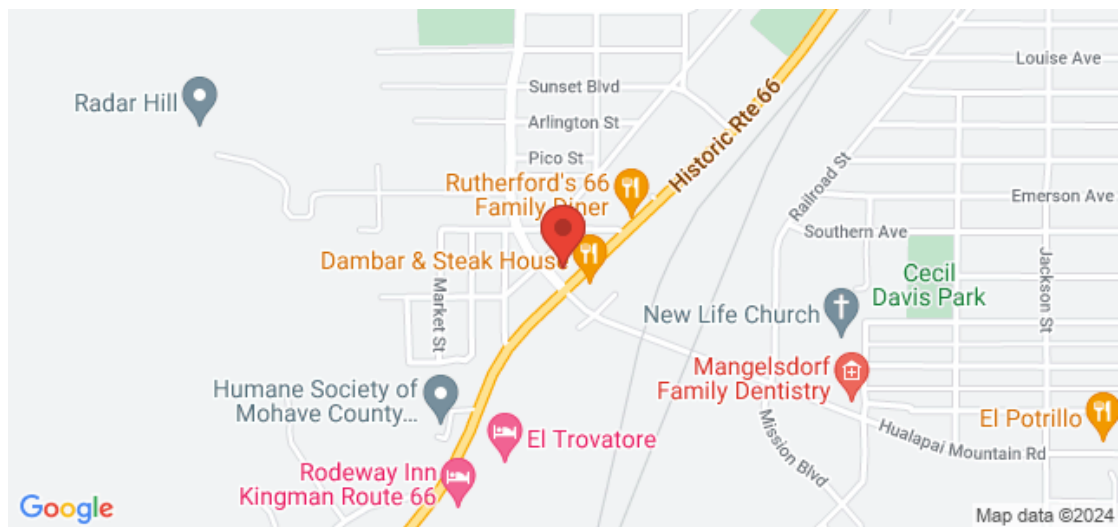 Louise Ave
Sunset Blvd
Radar Hill
Arlington St
Historic Rte 66
Pico St
Railroad St
Rutherford's 66
Family Diner
Emerson Ave
Southern Ave
Dambar & Steak House
Cecil
Davis Park
Market St
Jackson St
New Life Church
Mangelsdorf
Family Dentistry
Humane Society of
Mohave County...
El Potrillo
Mission Blvd
Hualapai Mountain Rd
El Trovatore
Rodeway Inn
Kingman Route 66
Google
Map data ©2024